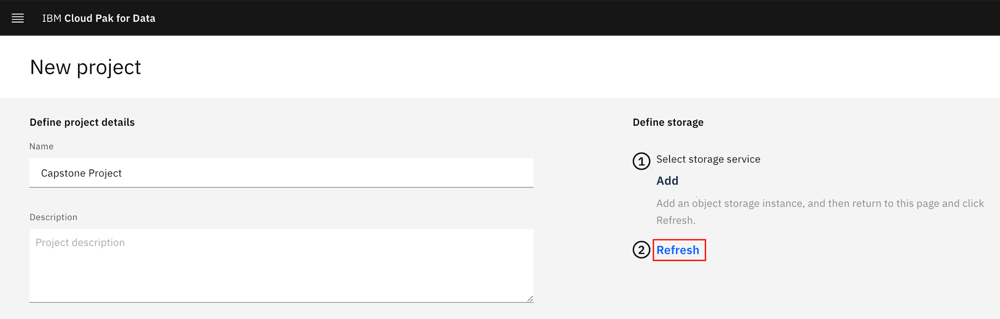 IBM Cloud Pak for Data
New project
Define project details
Name
Capstone Project
Description
Project description
Define storage
1 Select storage service
Add
Add an object storage instance, and then return to this page and click
Refresh.
2 Refresh